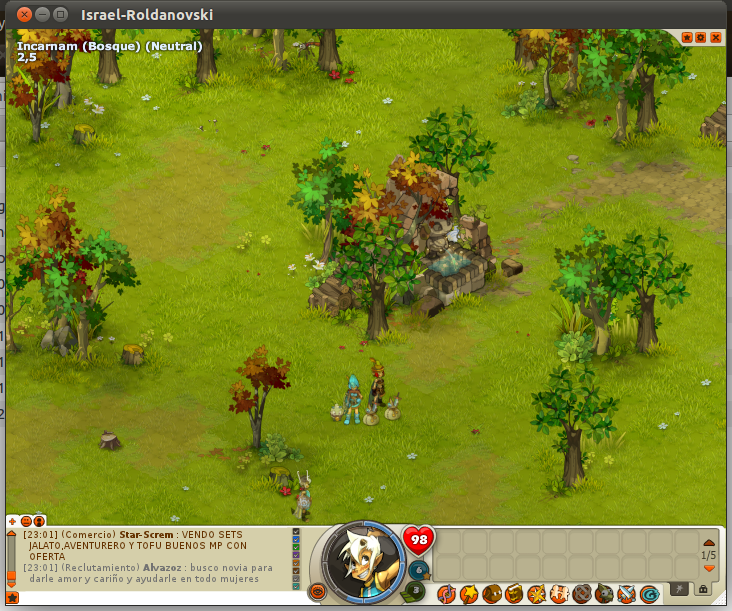 Israel-Roldanovski
Incarnam (Bosque) (Neutral)
2,5
[23:01] (Comercio) Star-Screm : VENDO SETS
JALATO,AVENTURERO Y TOFU BUENOS MP CON
OFERTA
[23:01] (Reclutamiento) Alvazoz : busco novia para
darle amor y cariño y ayudarle en todo mujeres
98
6
3
1/5